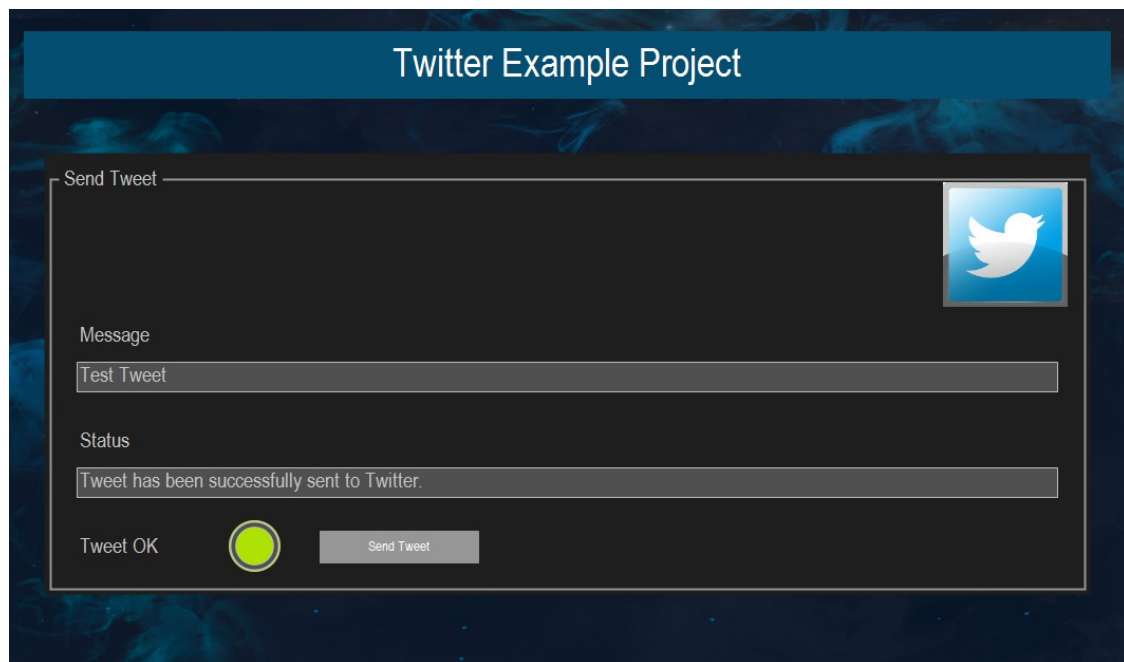 Twitter Example Project
Send Tweet
Message
Test Tweet
Status
Tweet has been successfully sent to Twitter.
Tweet OK
Send Tweet